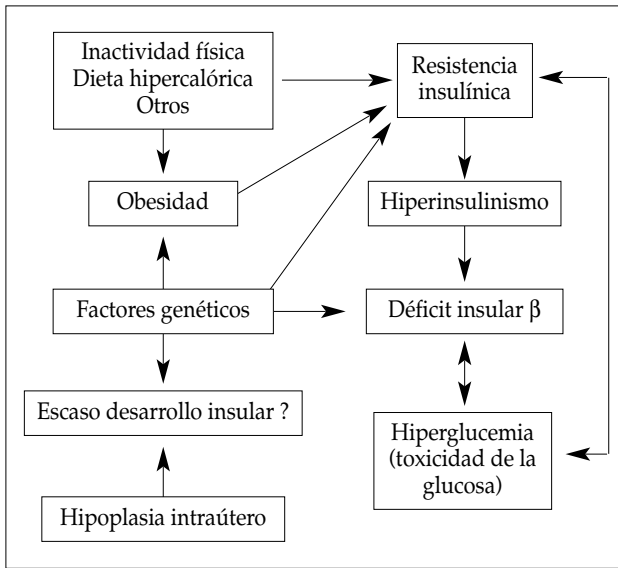 Inactividad física
Dieta hipercalórica
Otros
Resistencia
insulínica
Obesidad
Hiperinsulinismo
Factores genéticos
Déficit insular β
Escaso desarrollo insular ?
Hiperglucemia
(toxicidad de la
glucosa)
Hipoplasia intraútero